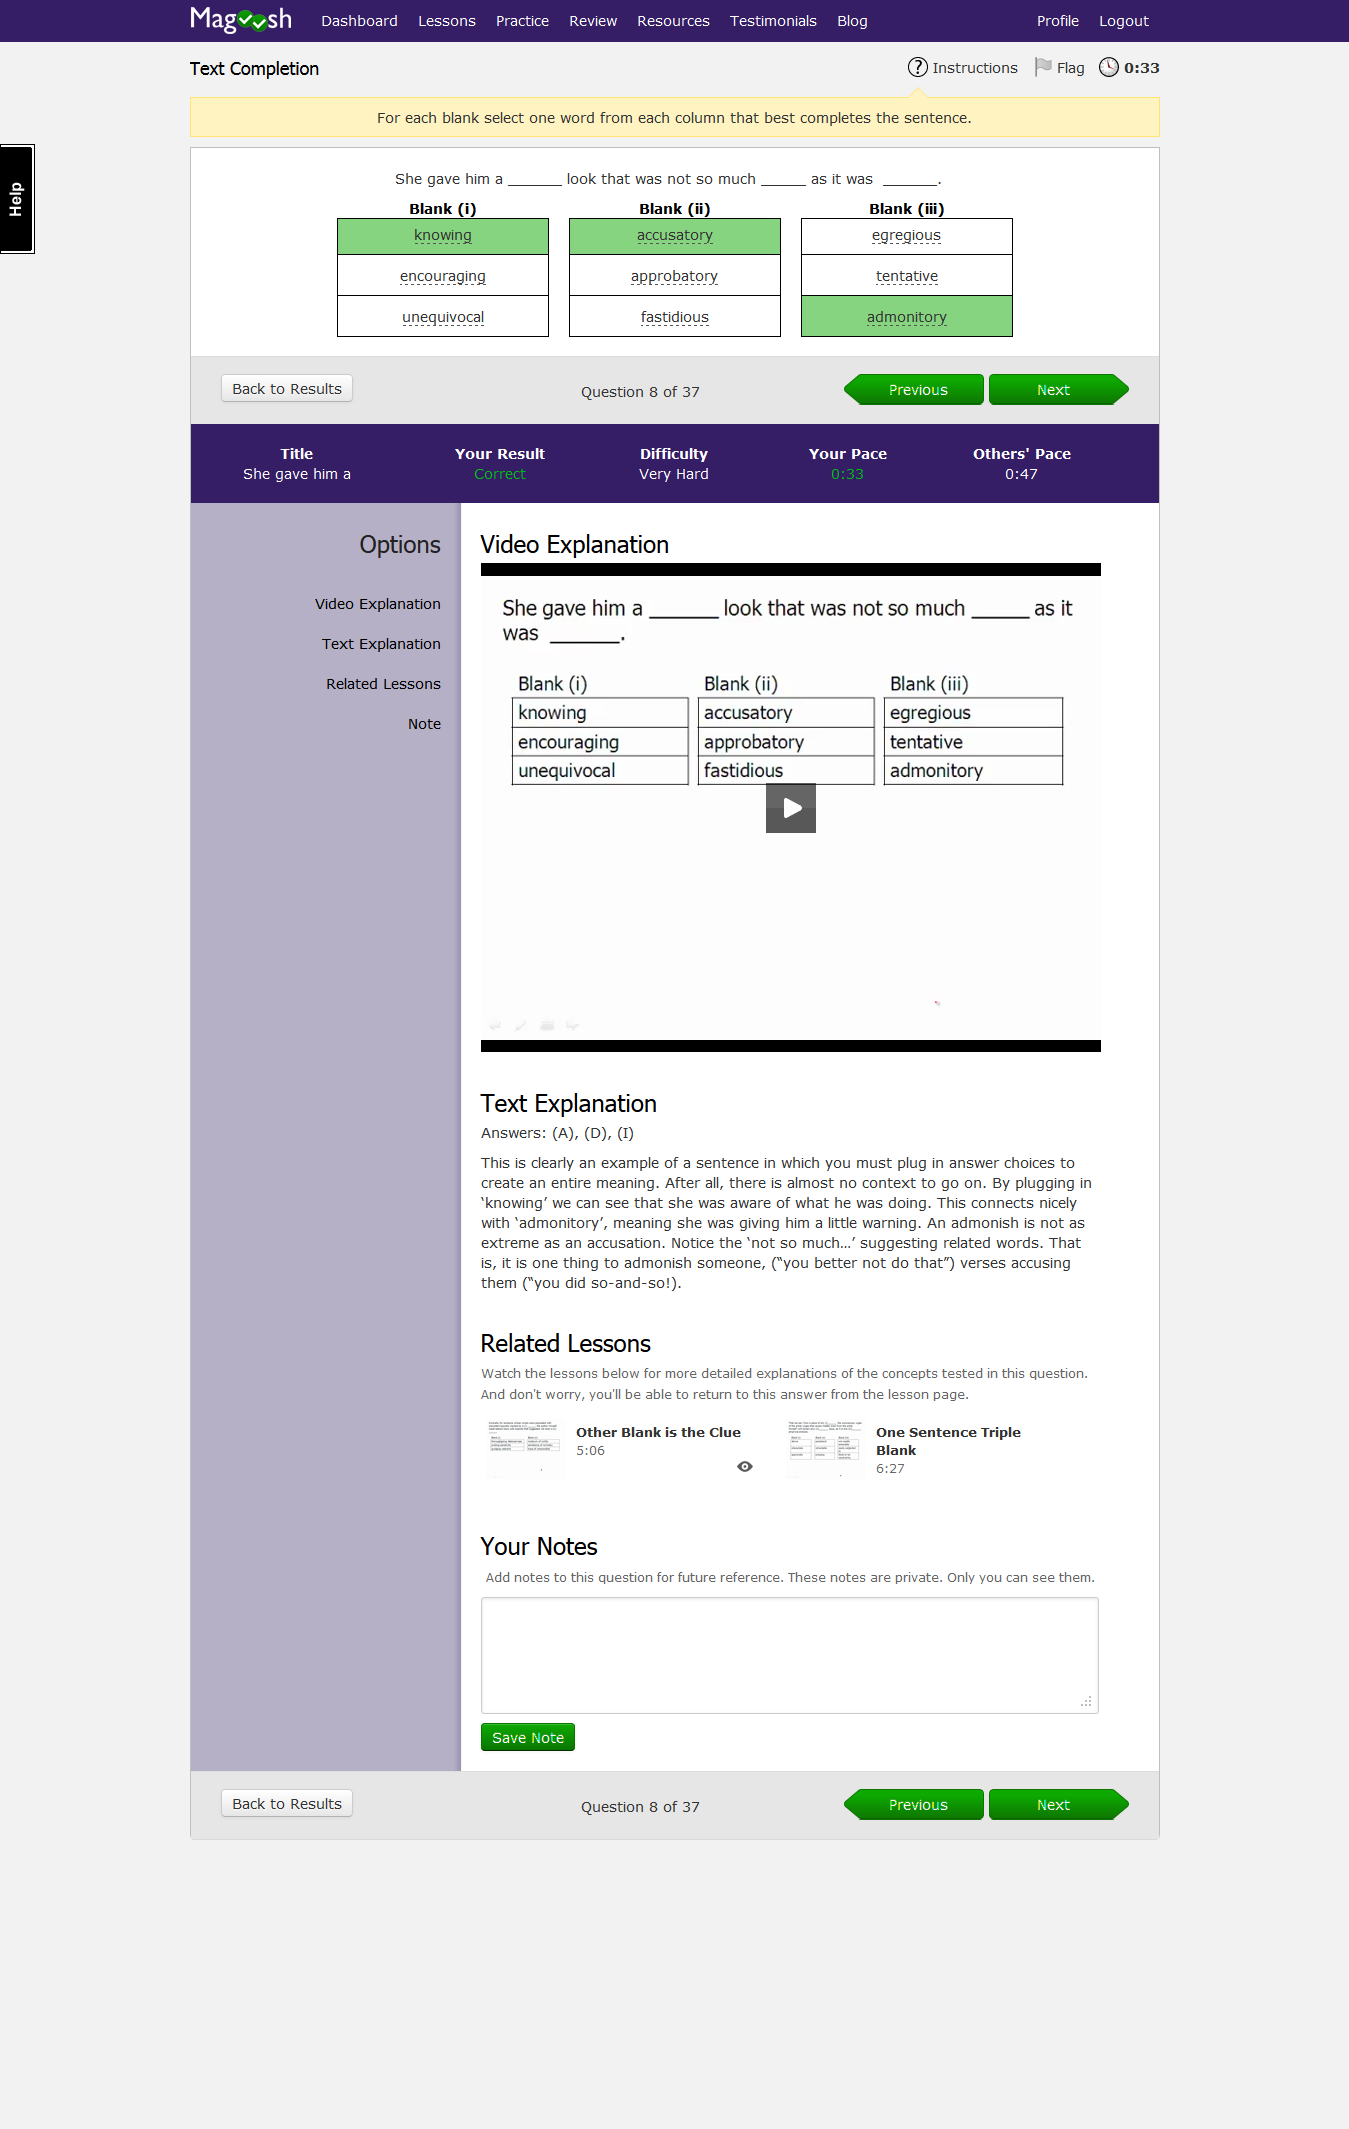 Magoosh Dashboard Lessons Practice Review Resources Testimonials Blog Profile Logout
Text Completion Instructions Flag 0:33
For each blank select one word from each column that best completes the sentence.
Help
She gave him a ______ look that was not so much _____ as it was ______.
Blank (i) Blank (ii) Blank (iii)
knowing accusatory egregious
encouraging approbatory tentative
unequivocal fastidious admonitory
Back to Results Question 8 of 37 Previous Next
Title Your Result Difficulty Your Pace Others' Pace
She gave him a Correct Very Hard 0:33 0:47
Options
Video Explanation
Text Explanation
Related Lessons
Note
Video Explanation
She gave him a ______ look that was not so much _____ as it
was ______.
Blank (i) Blank (ii) Blank (iii)
knowing accusatory egregious
encouraging approbatory tentative
unequivocal fastidious admonitory
Text Explanation
Answers: (A), (D), (I)
This is clearly an example of a sentence in which you must plug in answer choices to
create an entire meaning. After all, there is almost no context to go on. By plugging in
‘knowing’ we can see that she was aware of what he was doing. This connects nicely
with ‘admonitory’, meaning she was giving him a little warning. An admonish is not as
extreme as an accusation. Notice the ‘not so much…’ suggesting related words. That
is, it is one thing to admonish someone, (“you better not do that”) verses accusing
them (“you did so-and-so!).
Related Lessons
Watch the lessons below for more detailed explanations of the concepts tested in this question.
And don't worry, you'll be able to return to this answer from the lesson page.
Other Blank is the Clue
5:06
One Sentence Triple
Blank
6:27
Your Notes
Add notes to this question for future reference. These notes are private. Only you can see them.
Save Note
Back to Results Question 8 of 37 Previous Next